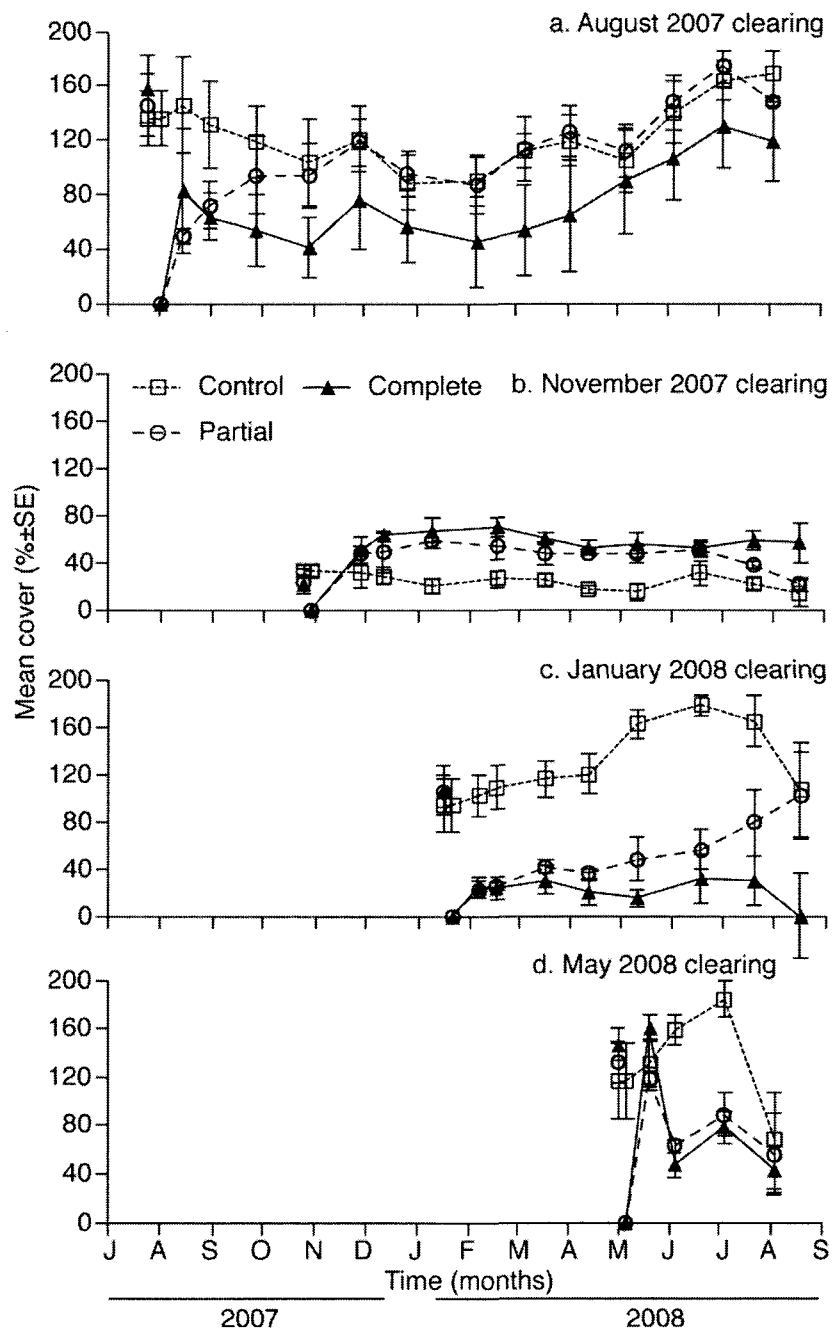 a. August 2007 clearing
200
160
120
80
40
0
b. November 2007 clearing
Control
Complete
Partial
200
160
120
80
40
0
Mean cover (%±SE)
c. January 2008 clearing
200
160
120
80
40
0
d. May 2008 clearing
200
160
120
80
40
0
J A S O N D J F M A M J J A S
Time (months)
2007 2008